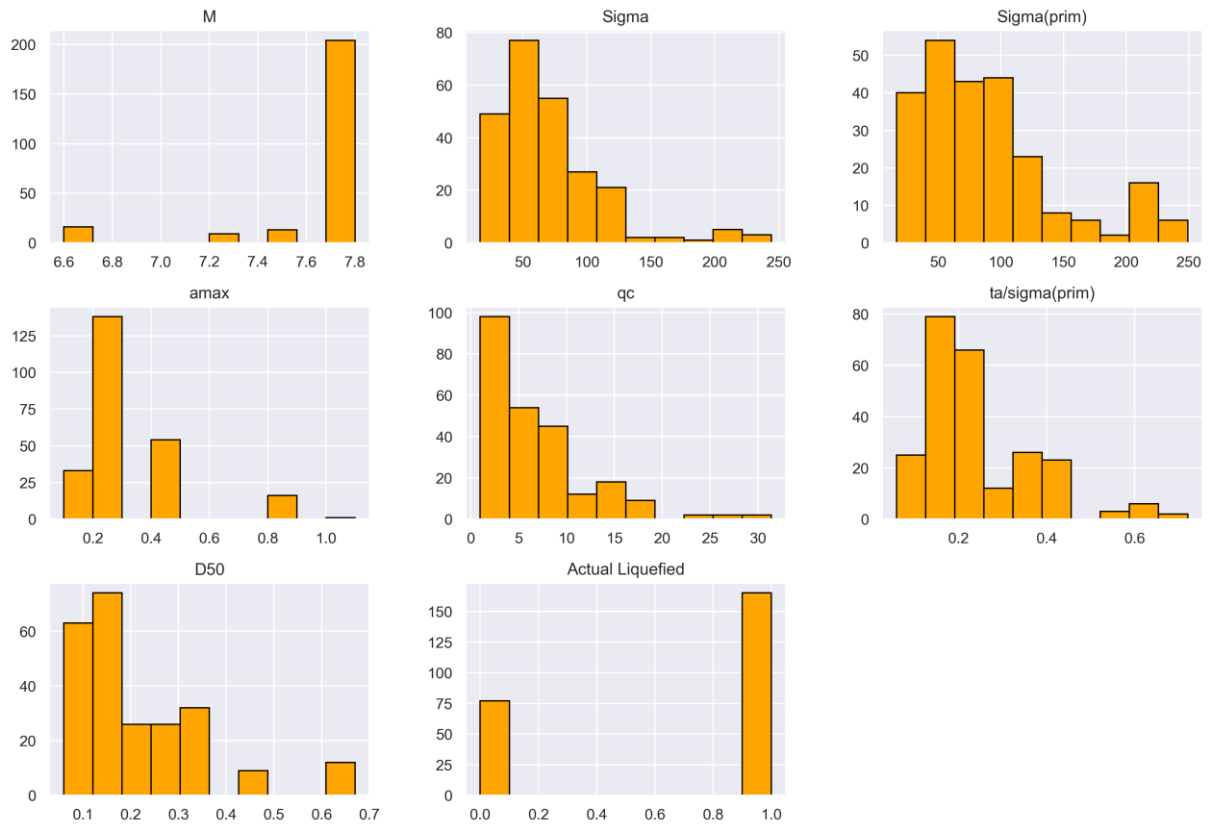 M
200
150
100
50
0
6.6 6.8 7.0 7.2 7.4 7.6 7.8
Sigma
80
60
40
20
0
50 100 150 200 250
Sigma(prim)
50
40
30
20
10
0
50 100 150 200 250
amax
125
100
75
50
25
0
0.2 0.4 0.6 0.8 1.0
qc
100
80
60
40
20
0
0 5 10 15 20 25 30
ta/sigma(prim)
80
60
40
20
0
0.2 0.4 0.6
D50
60
40
20
0
0.1 0.2 0.3 0.4 0.5 0.6 0.7
Actual Liquefied
150
125
100
75
50
25
0
0.0 0.2 0.4 0.6 0.8 1.0